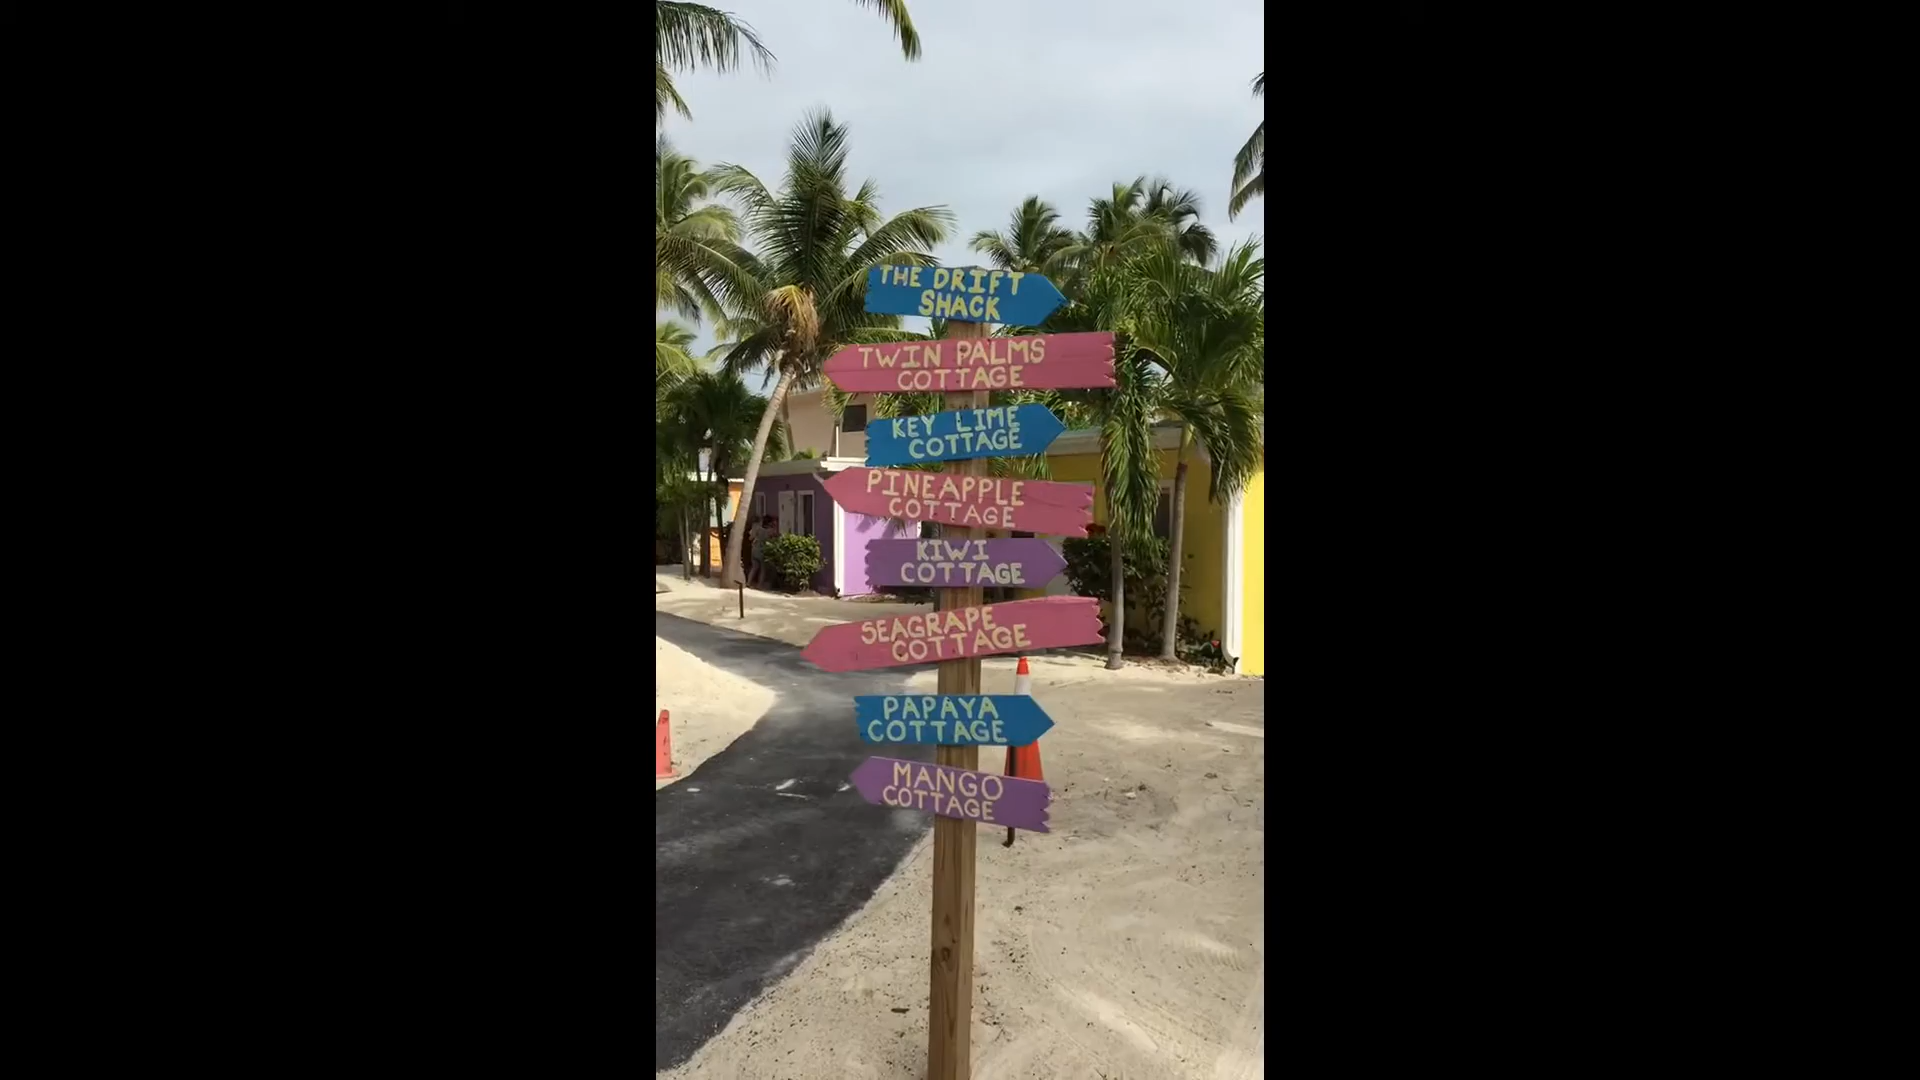 THE DRIFT
SHACK
TWIN PALMS
COTTAGE
KEY LIME
COTTAGE
PINEAPPLE
COTTAGE
KIWI
COTTAGE
SEAGRAPE
COTTAGE
PAPAYA
COTTAGE
MANGO
COTTAGE